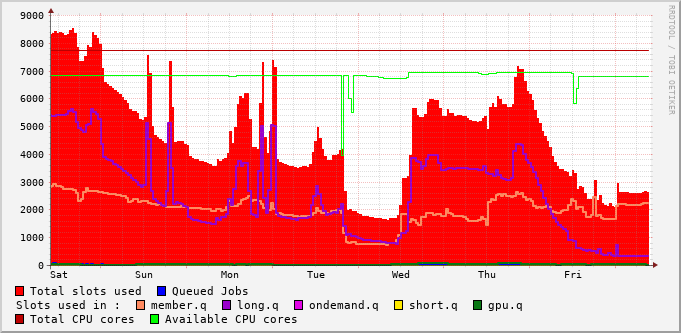 9000
8000
7000
6000
5000
4000
3000
2000
1000
0
Sat Sun Mon Tue Wed Thu Fri
RRDTOOL / TOBI OETIKER
Total slots used Queued Jobs
Slots used in : member.q long.q ondemand.q short.q gpu.q
Total CPU cores Available CPU cores